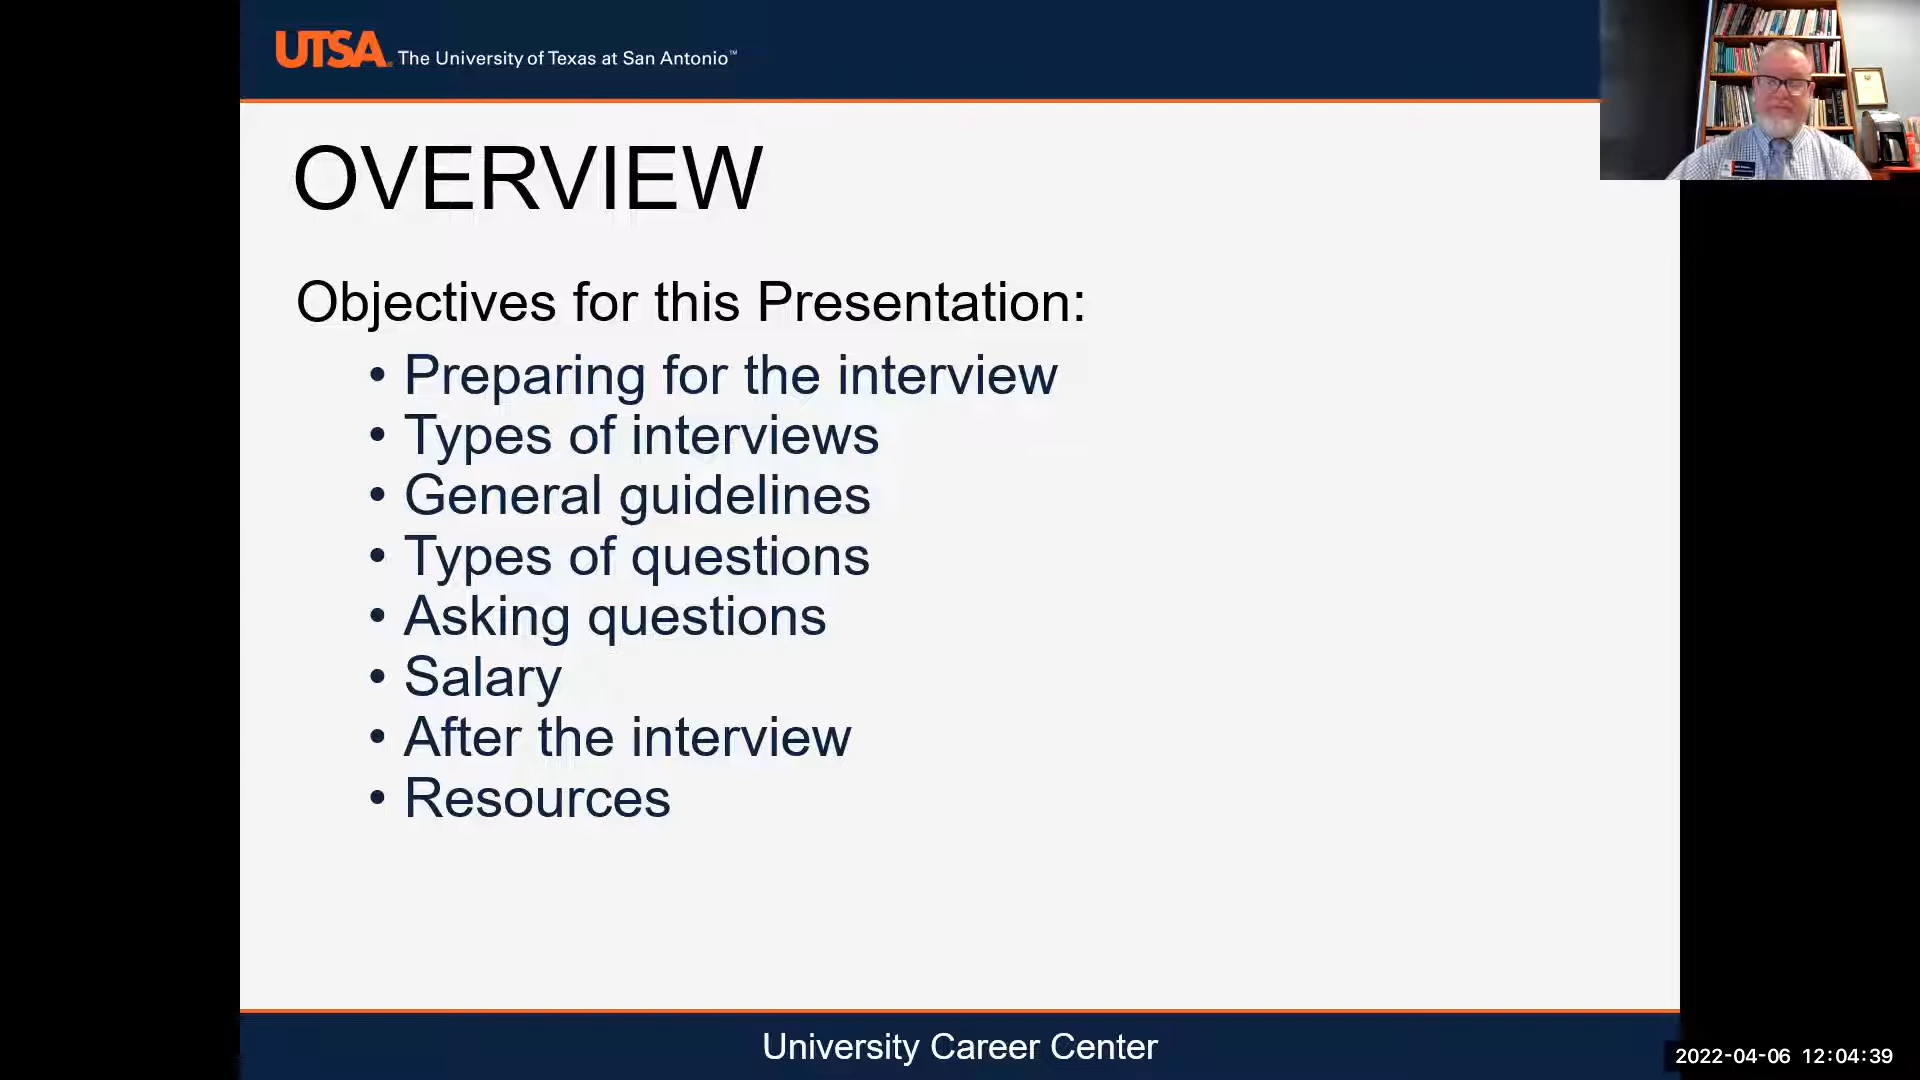 UTSA. The University of Texas at San Antonio™
OVERVIEW
Objectives for this Presentation:
• Preparing for the interview
• Types of interviews
• General guidelines
• Types of questions
• Asking questions
• Salary
• After the interview
• Resources
University Career Center
2022-04-06 12:04:39